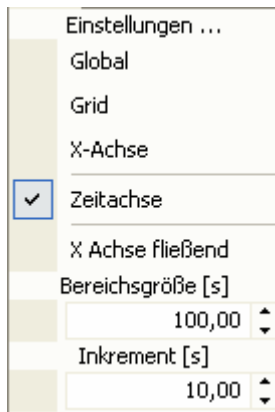 Einstellungen ...
Global
Grid
X-Achse
Zeitachse
X Achse fließend
Bereichsgröße [s]
100,00
Inkrement [s]
10,00